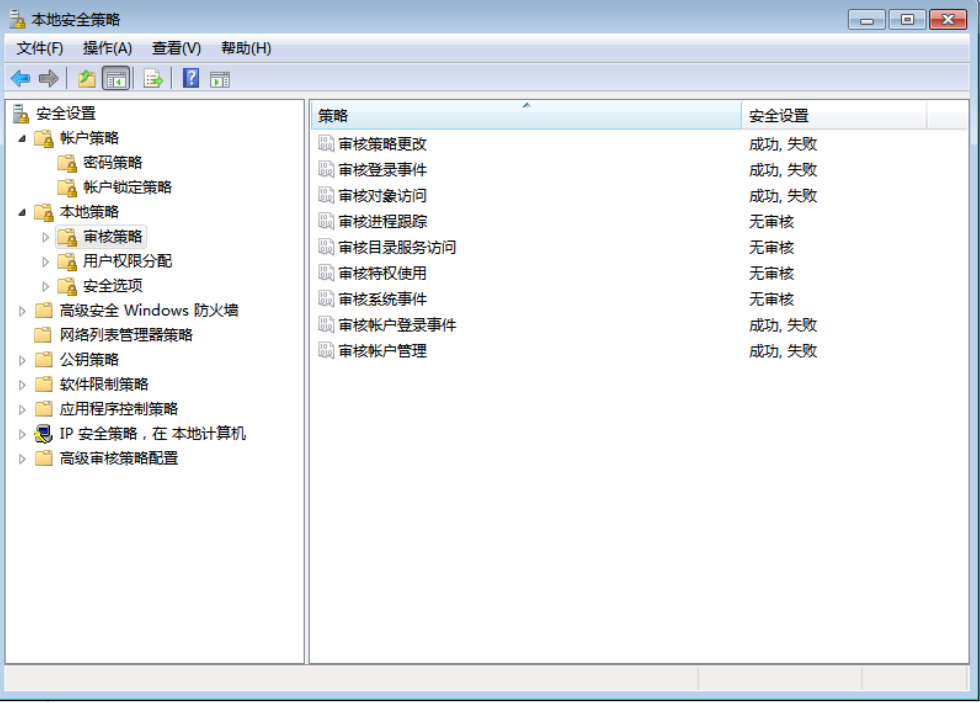 本地安全策略
文件(F) 操作(A) 查看(V) 帮助(H)
安全设置
帐户策略
密码策略
帐户锁定策略
本地策略
审核策略
用户权限分配
安全选项
高级安全 Windows 防火墙
网络列表管理器策略
公钥策略
软件限制策略
应用程序控制策略
IP 安全策略，在 本地计算机
高级审核策略配置
策略 安全设置
审核策略更改 成功, 失败
审核登录事件 成功, 失败
审核对象访问 成功, 失败
审核进程跟踪 无审核
审核目录服务访问 无审核
审核特权使用 无审核
审核系统事件 无审核
审核帐户登录事件 成功, 失败
审核帐户管理 成功, 失败